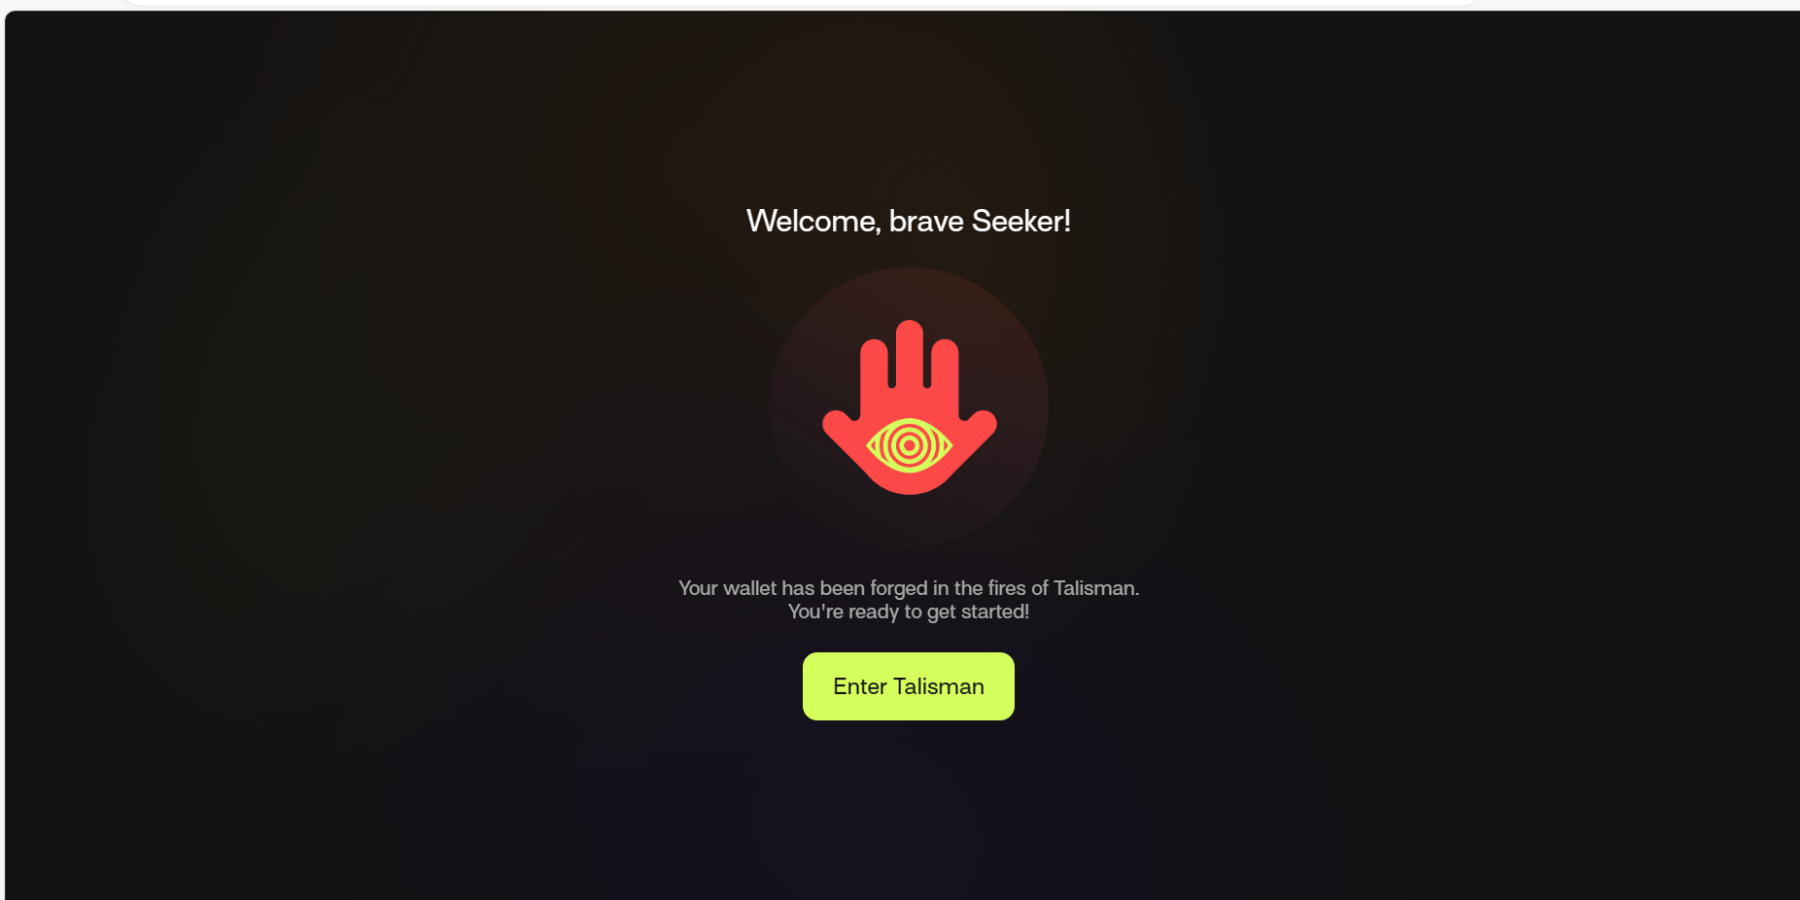 Welcome, brave Seeker!
Your wallet has been forged in the fires of Talisman.
You're ready to get started!
Enter Talisman